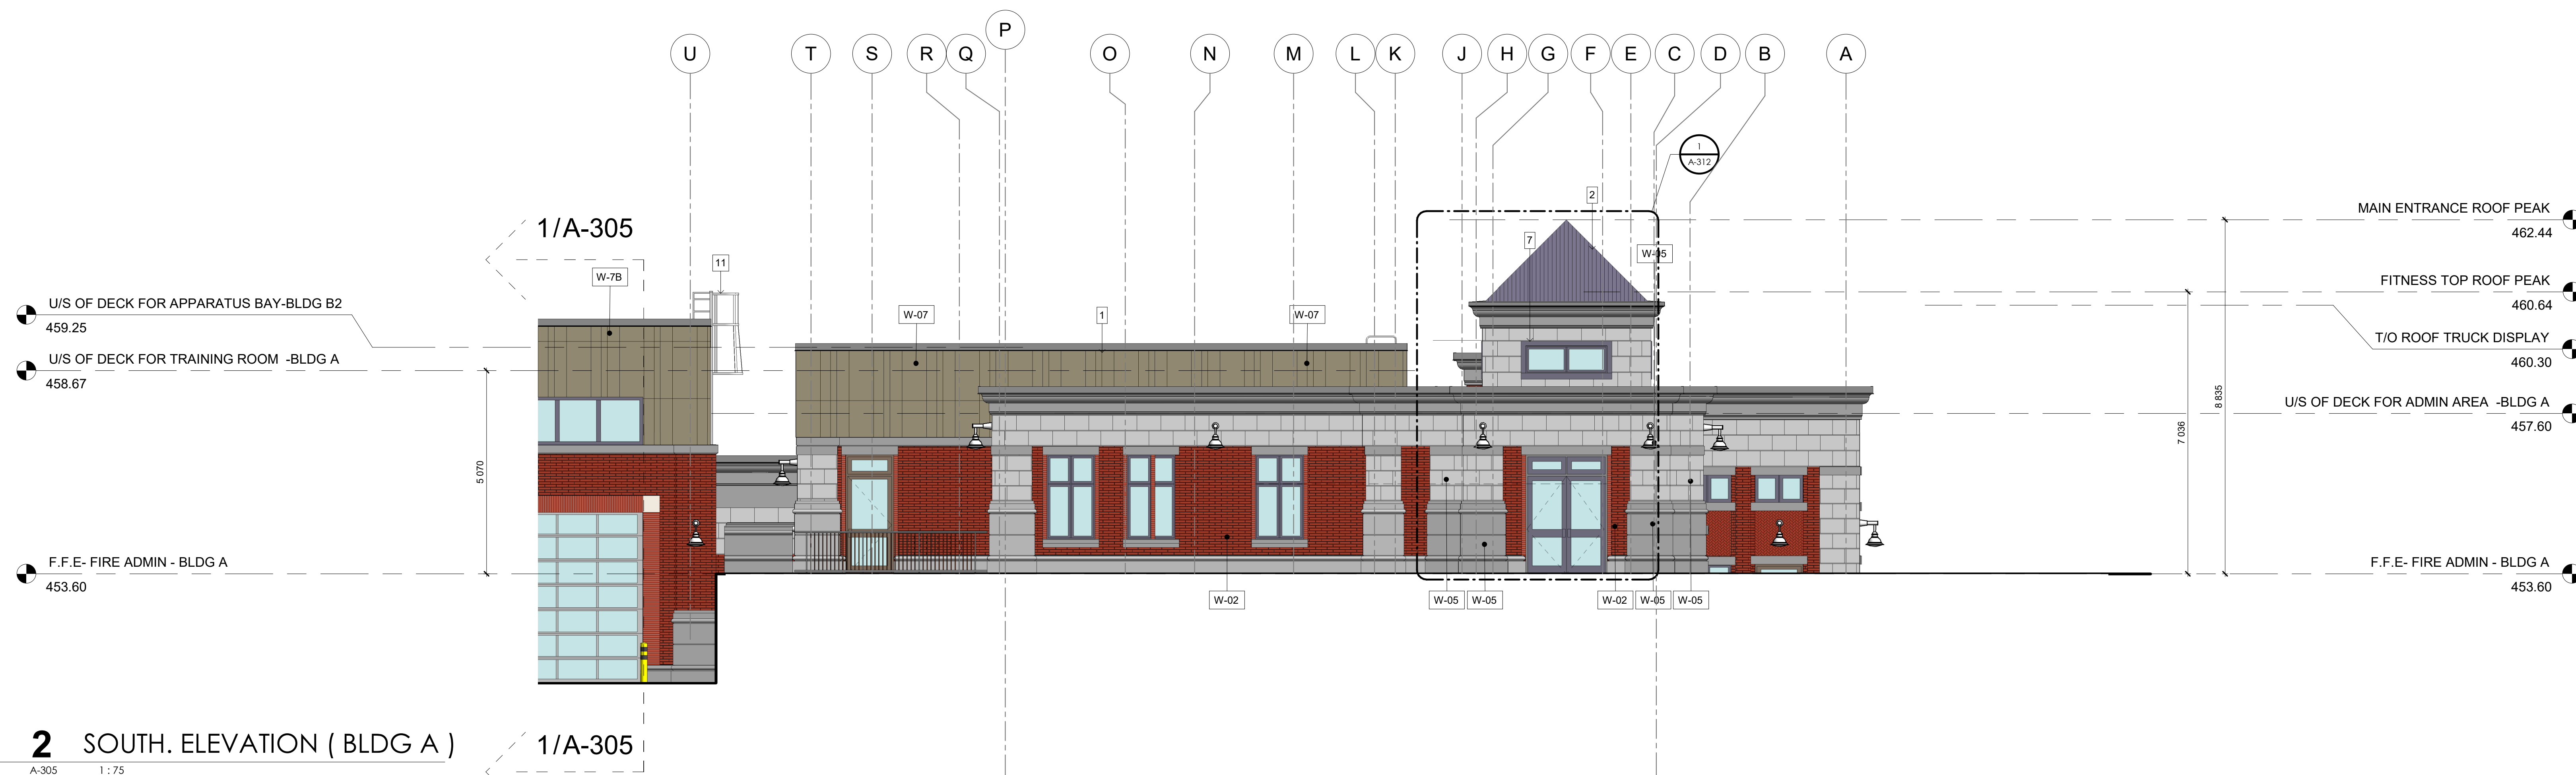 P
U T S R Q O N M L K J H G F E C D B A
1
A-312
2
MAIN ENTRANCE ROOF PEAK
462.44
1/A-305
7
W-05
11
W-7B
FITNESS TOP ROOF PEAK
460.64
U/S OF DECK FOR APPARATUS BAY-BLDG B2
459.25
W-07
1
W-07
T/O ROOF TRUCK DISPLAY
460.30
U/S OF DECK FOR TRAINING ROOM -BLDG A
458.67
8 835
U/S OF DECK FOR ADMIN AREA -BLDG A
457.60
7 036
5 070
F.F.E- FIRE ADMIN - BLDG A
453.60
F.F.E- FIRE ADMIN - BLDG A
453.60
W-02
W-05
W-05
W-02
W-05
W-05
2 SOUTH. ELEVATION ( BLDG A )
A-305 1 : 75
1/A-305